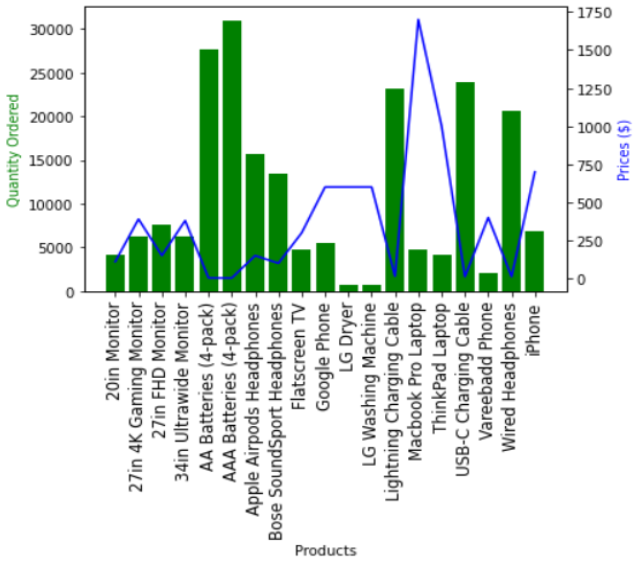 Quantity Ordered
30000
25000
20000
15000
10000
5000
0
1750
1500
1250
1000
750
500
250
0
Prices ($)
20in Monitor
27in 4K Gaming Monitor
27in FHD Monitor
34in Ultrawide Monitor
AA Batteries (4-pack)
AAA Batteries (4-pack)
Apple Airpods Headphones
Bose SoundSport Headphones
Flatscreen TV
Google Phone
LG Dryer
LG Washing Machine
Lightning Charging Cable
Macbook Pro Laptop
ThinkPad Laptop
USB-C Charging Cable
Vareebadd Phone
Wired Headphones
iPhone
Products